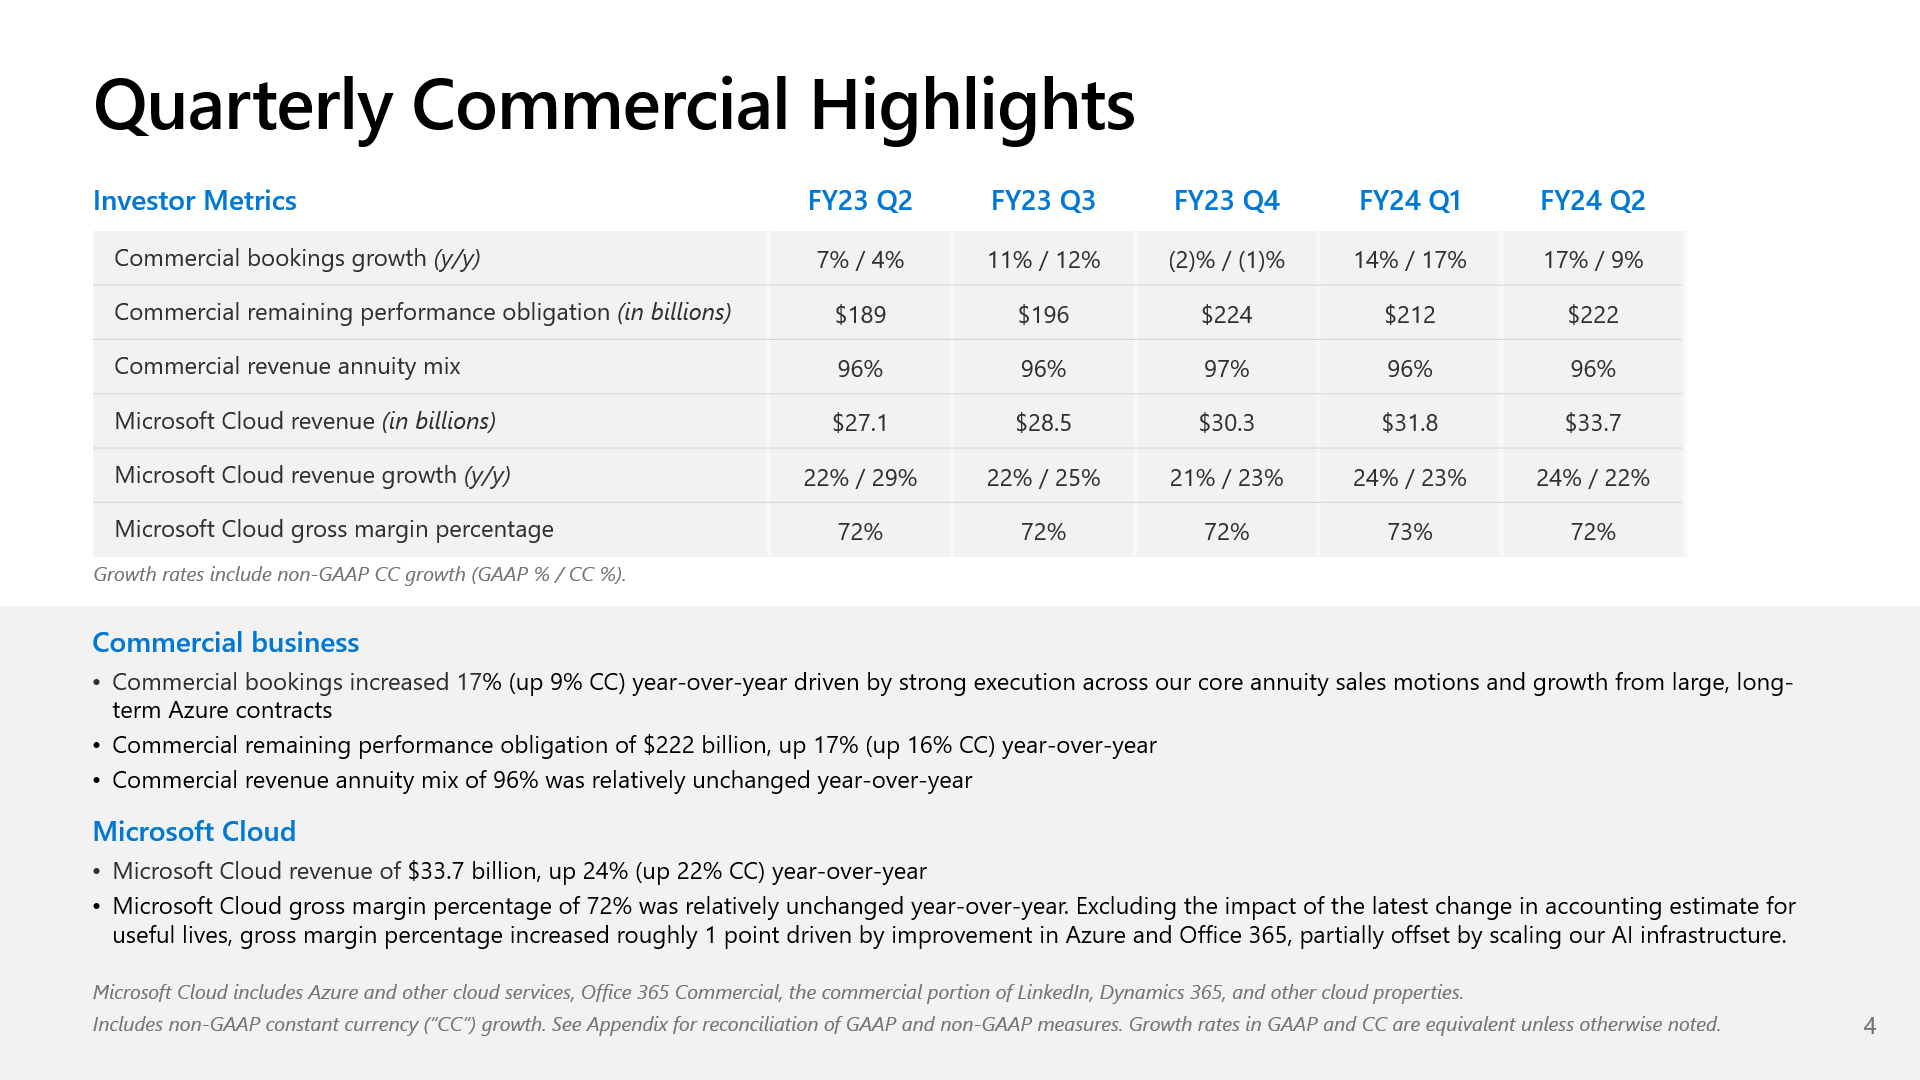 Quarterly Commercial Highlights
Investor Metrics FY23 Q2 FY23 Q3 FY23 Q4 FY24 Q1 FY24 Q2
Commercial bookings growth (y/y) 7% / 4% 11% / 12% (2)% / (1)% 14% / 17% 17% / 9%
Commercial remaining performance obligation (in billions) $189 $196 $224 $212 $222
Commercial revenue annuity mix 96% 96% 97% 96% 96%
Microsoft Cloud revenue (in billions) $27.1 $28.5 $30.3 $31.8 $33.7
Microsoft Cloud revenue growth (y/y) 22% / 29% 22% / 25% 21% / 23% 24% / 23% 24% / 22%
Microsoft Cloud gross margin percentage 72% 72% 72% 73% 72%
Growth rates include non-GAAP CC growth (GAAP % / CC %).
Commercial business
• Commercial bookings increased 17% (up 9% CC) year-over-year driven by strong execution across our core annuity sales motions and growth from large, long-
term Azure contracts
• Commercial remaining performance obligation of $222 billion, up 17% (up 16% CC) year-over-year
• Commercial revenue annuity mix of 96% was relatively unchanged year-over-year
Microsoft Cloud
• Microsoft Cloud revenue of $33.7 billion, up 24% (up 22% CC) year-over-year
• Microsoft Cloud gross margin percentage of 72% was relatively unchanged year-over-year. Excluding the impact of the latest change in accounting estimate for
useful lives, gross margin percentage increased roughly 1 point driven by improvement in Azure and Office 365, partially offset by scaling our AI infrastructure.
Microsoft Cloud includes Azure and other cloud services, Office 365 Commercial, the commercial portion of LinkedIn, Dynamics 365, and other cloud properties.
Includes non-GAAP constant currency (“CC”) growth. See Appendix for reconciliation of GAAP and non-GAAP measures. Growth rates in GAAP and CC are equivalent unless otherwise noted.
4